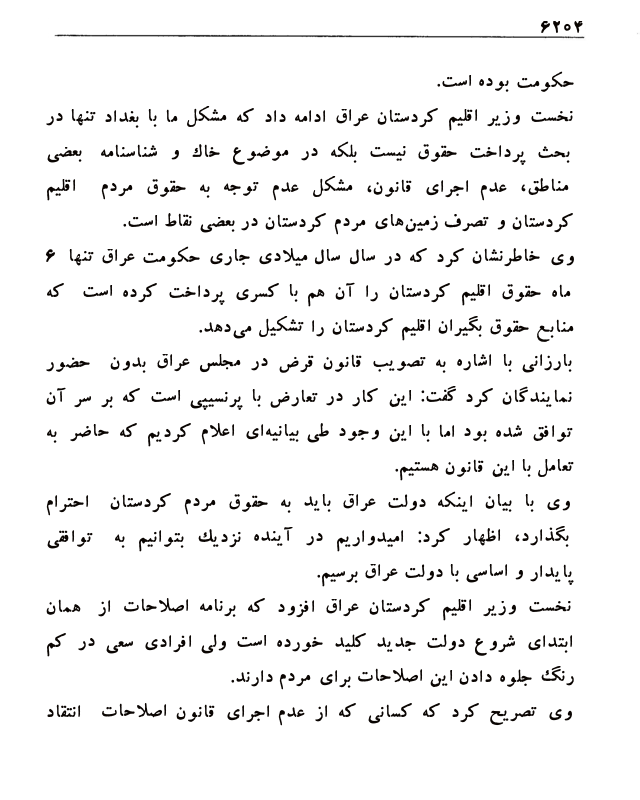 ۶۲۰۴
حکومت بوده است.
نخست وزیر اقلیم کردستان عراق ادامه داد که مشکل ما با بغداد تنها در
بحث پرداخت حقوق نیست بلکه در موضوع خاك و شناسنامه بعضی
مناطق، عدم اجرای قانون، مشکل عدم توجه به حقوق مردم اقلیم
کردستان و تصرف زمین‌های مردم کردستان در بعضی نقاط است.
وی خاطرنشان کرد که در سال سال میلادی جاری حکومت عراق تنها ۶
ماه حقوق اقلیم کردستان را آن هم با کسری پرداخت کرده است که
منابع حقوق بگیران اقلیم کردستان را تشکیل می‌دهد.
بارزانی با اشاره به تصویب قانون قرض در مجلس عراق بدون حضور
نمایندگان کرد گفت: این کار در تعارض با پرنسیپی است که بر سر آن
توافق شده بود اما با این وجود طی بیانیه‌ای اعلام کردیم که حاضر به
تعامل با این قانون هستیم.
وی با بیان اینکه دولت عراق باید به حقوق مردم کردستان احترام
بگذارد، اظهار کرد: امیدواریم در آینده نزدیك بتوانیم به توافقی
پایدار و اساسی با دولت عراق برسیم.
نخست وزیر اقلیم کردستان عراق افزود که برنامه اصلاحات از همان
ابتدای شروع دولت جدید کلید خورده است ولی افرادی سعی در کم
رنگ جلوه دادن این اصلاحات برای مردم دارند.
وی تصریح کرد که کسانی که از عدم اجرای قانون اصلاحات انتقاد